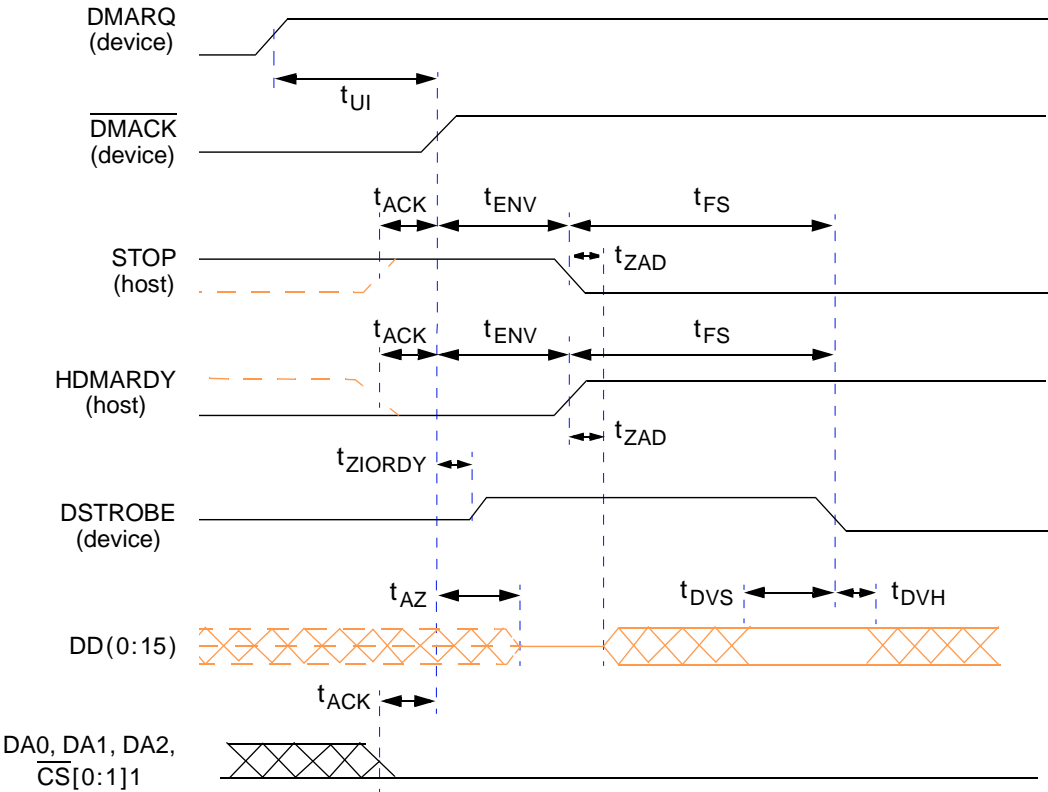 DMARQ
(device)
tUI
DMACK
(device)
tACK
tENV
tFS
STOP
(host)
tZAD
tACK
tENV
tFS
HDMARDY
(host)
tZAD
tZIORDY
DSTROBE
(device)
tAZ
tDVS
tDVH
DD(0:15)
tACK
DA0, DA1, DA2,
CS[0:1]1